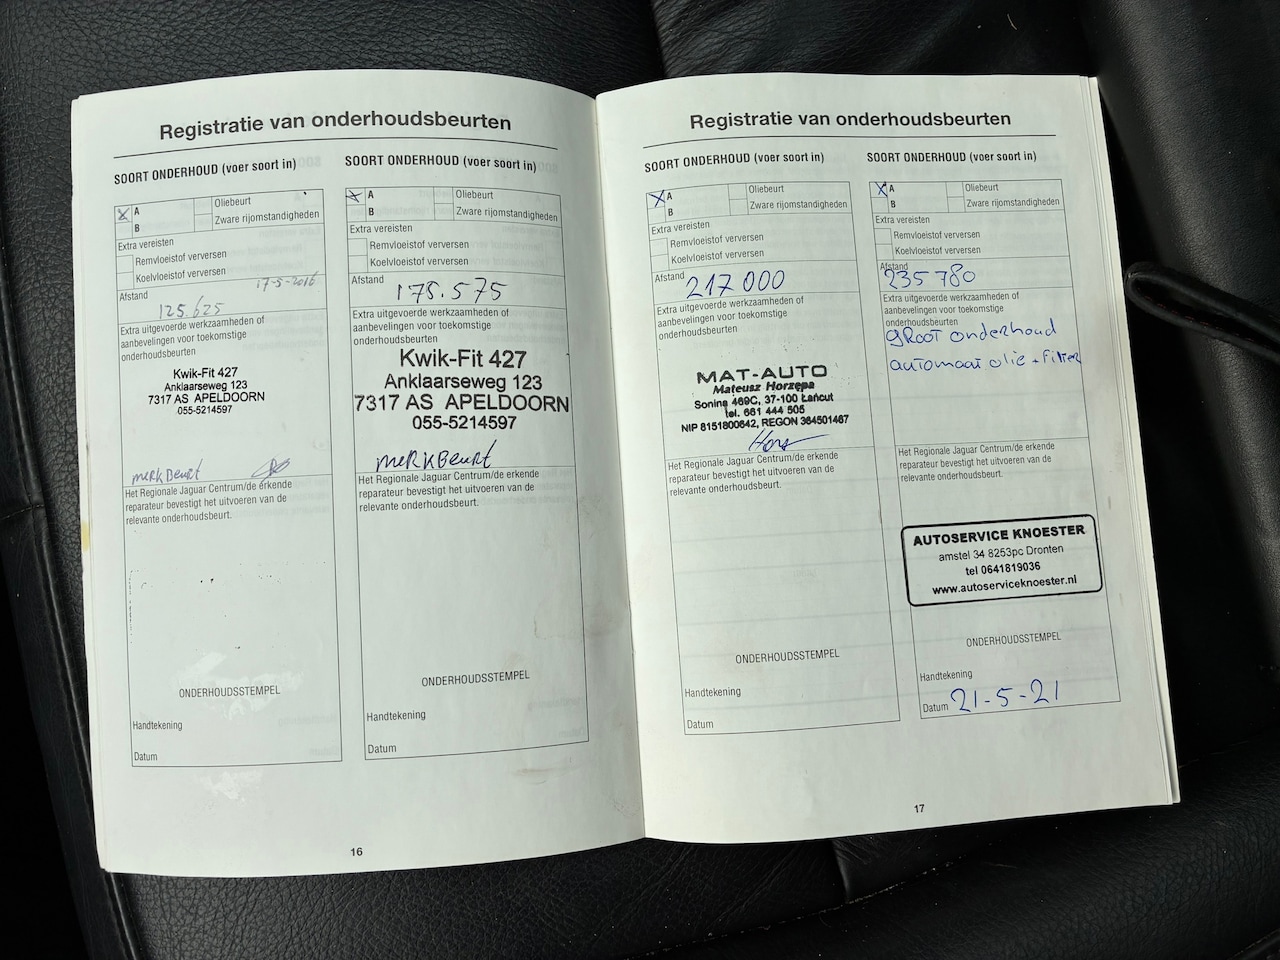 Registratie van onderhoudsbeurten
SOORT ONDERHOUD (voer soort in)
A
B
Oliebeurt
Zware rijomstandigheden
Extra vereisten
Remvloeistof verversen
Koelvloeistof verversen
17-5-2016
Afstand
125.625
Extra uitgevoerde werkzaamheden of
aanbevelingen voor toekomstige
onderhoudsbeurten
Kwik-Fit 427
Anklaarseweg 123
7317 AS APELDOORN
055-5214597
merkBeurt
Het Regionale Jaguar Centrum/de erkende
reparateur bevestigt het uitvoeren van de
relevante onderhoudsbeurt.
ONDERHOUDSSTEMPEL
Handtekening
Datum
SOORT ONDERHOUD (voer soort in)
A
B
Oliebeurt
Zware rijomstandigheden
Extra vereisten
Remvloeistof verversen
Koelvloeistof verversen
Afstand
178.575
Extra uitgevoerde werkzaamheden of
aanbevelingen voor toekomstige
onderhoudsbeurten
Kwik-Fit 427
Anklaarseweg 123
7317 AS APELDOORN
055-5214597
meRkBeuRt
Het Regionale Jaguar Centrum/de erkende
reparateur bevestigt het uitvoeren van de
relevante onderhoudsbeurt.
ONDERHOUDSSTEMPEL
Handtekening
Datum
16
Registratie van onderhoudsbeurten
SOORT ONDERHOUD (voer soort in)
A
B
Oliebeurt
Zware rijomstandigheden
Extra vereisten
Remvloeistof verversen
Koelvloeistof verversen
Afstand
217000
Extra uitgevoerde werkzaamheden of
aanbevelingen voor toekomstige
onderhoudsbeurten
MAT-AUTO
Mateusz Horzępa
Sonina 469C, 37-100 Łańcut
tel. 661 444 505
NIP 8151800642, REGON 364501467
Het Regionale Jaguar Centrum/de erkende
reparateur bevestigt het uitvoeren van de
relevante onderhoudsbeurt.
ONDERHOUDSSTEMPEL
Handtekening
Datum
SOORT ONDERHOUD (voer soort in)
A
B
Oliebeurt
Zware rijomstandigheden
Extra vereisten
Remvloeistof verversen
Koelvloeistof verversen
Afstand
235780
Extra uitgevoerde werkzaamheden of
aanbevelingen voor toekomstige
onderhoudsbeurten
gROOT onderhoud
automaat olie + Filter
Het Regionale Jaguar Centrum/de erkende
reparateur bevestigt het uitvoeren van de
relevante onderhoudsbeurt.
AUTOSERVICE KNOESTER
amstel 34 8253pc Dronten
tel 0641819036
www.autoserviceknoester.nl
ONDERHOUDSSTEMPEL
Handtekening
Datum 21-5-21
17